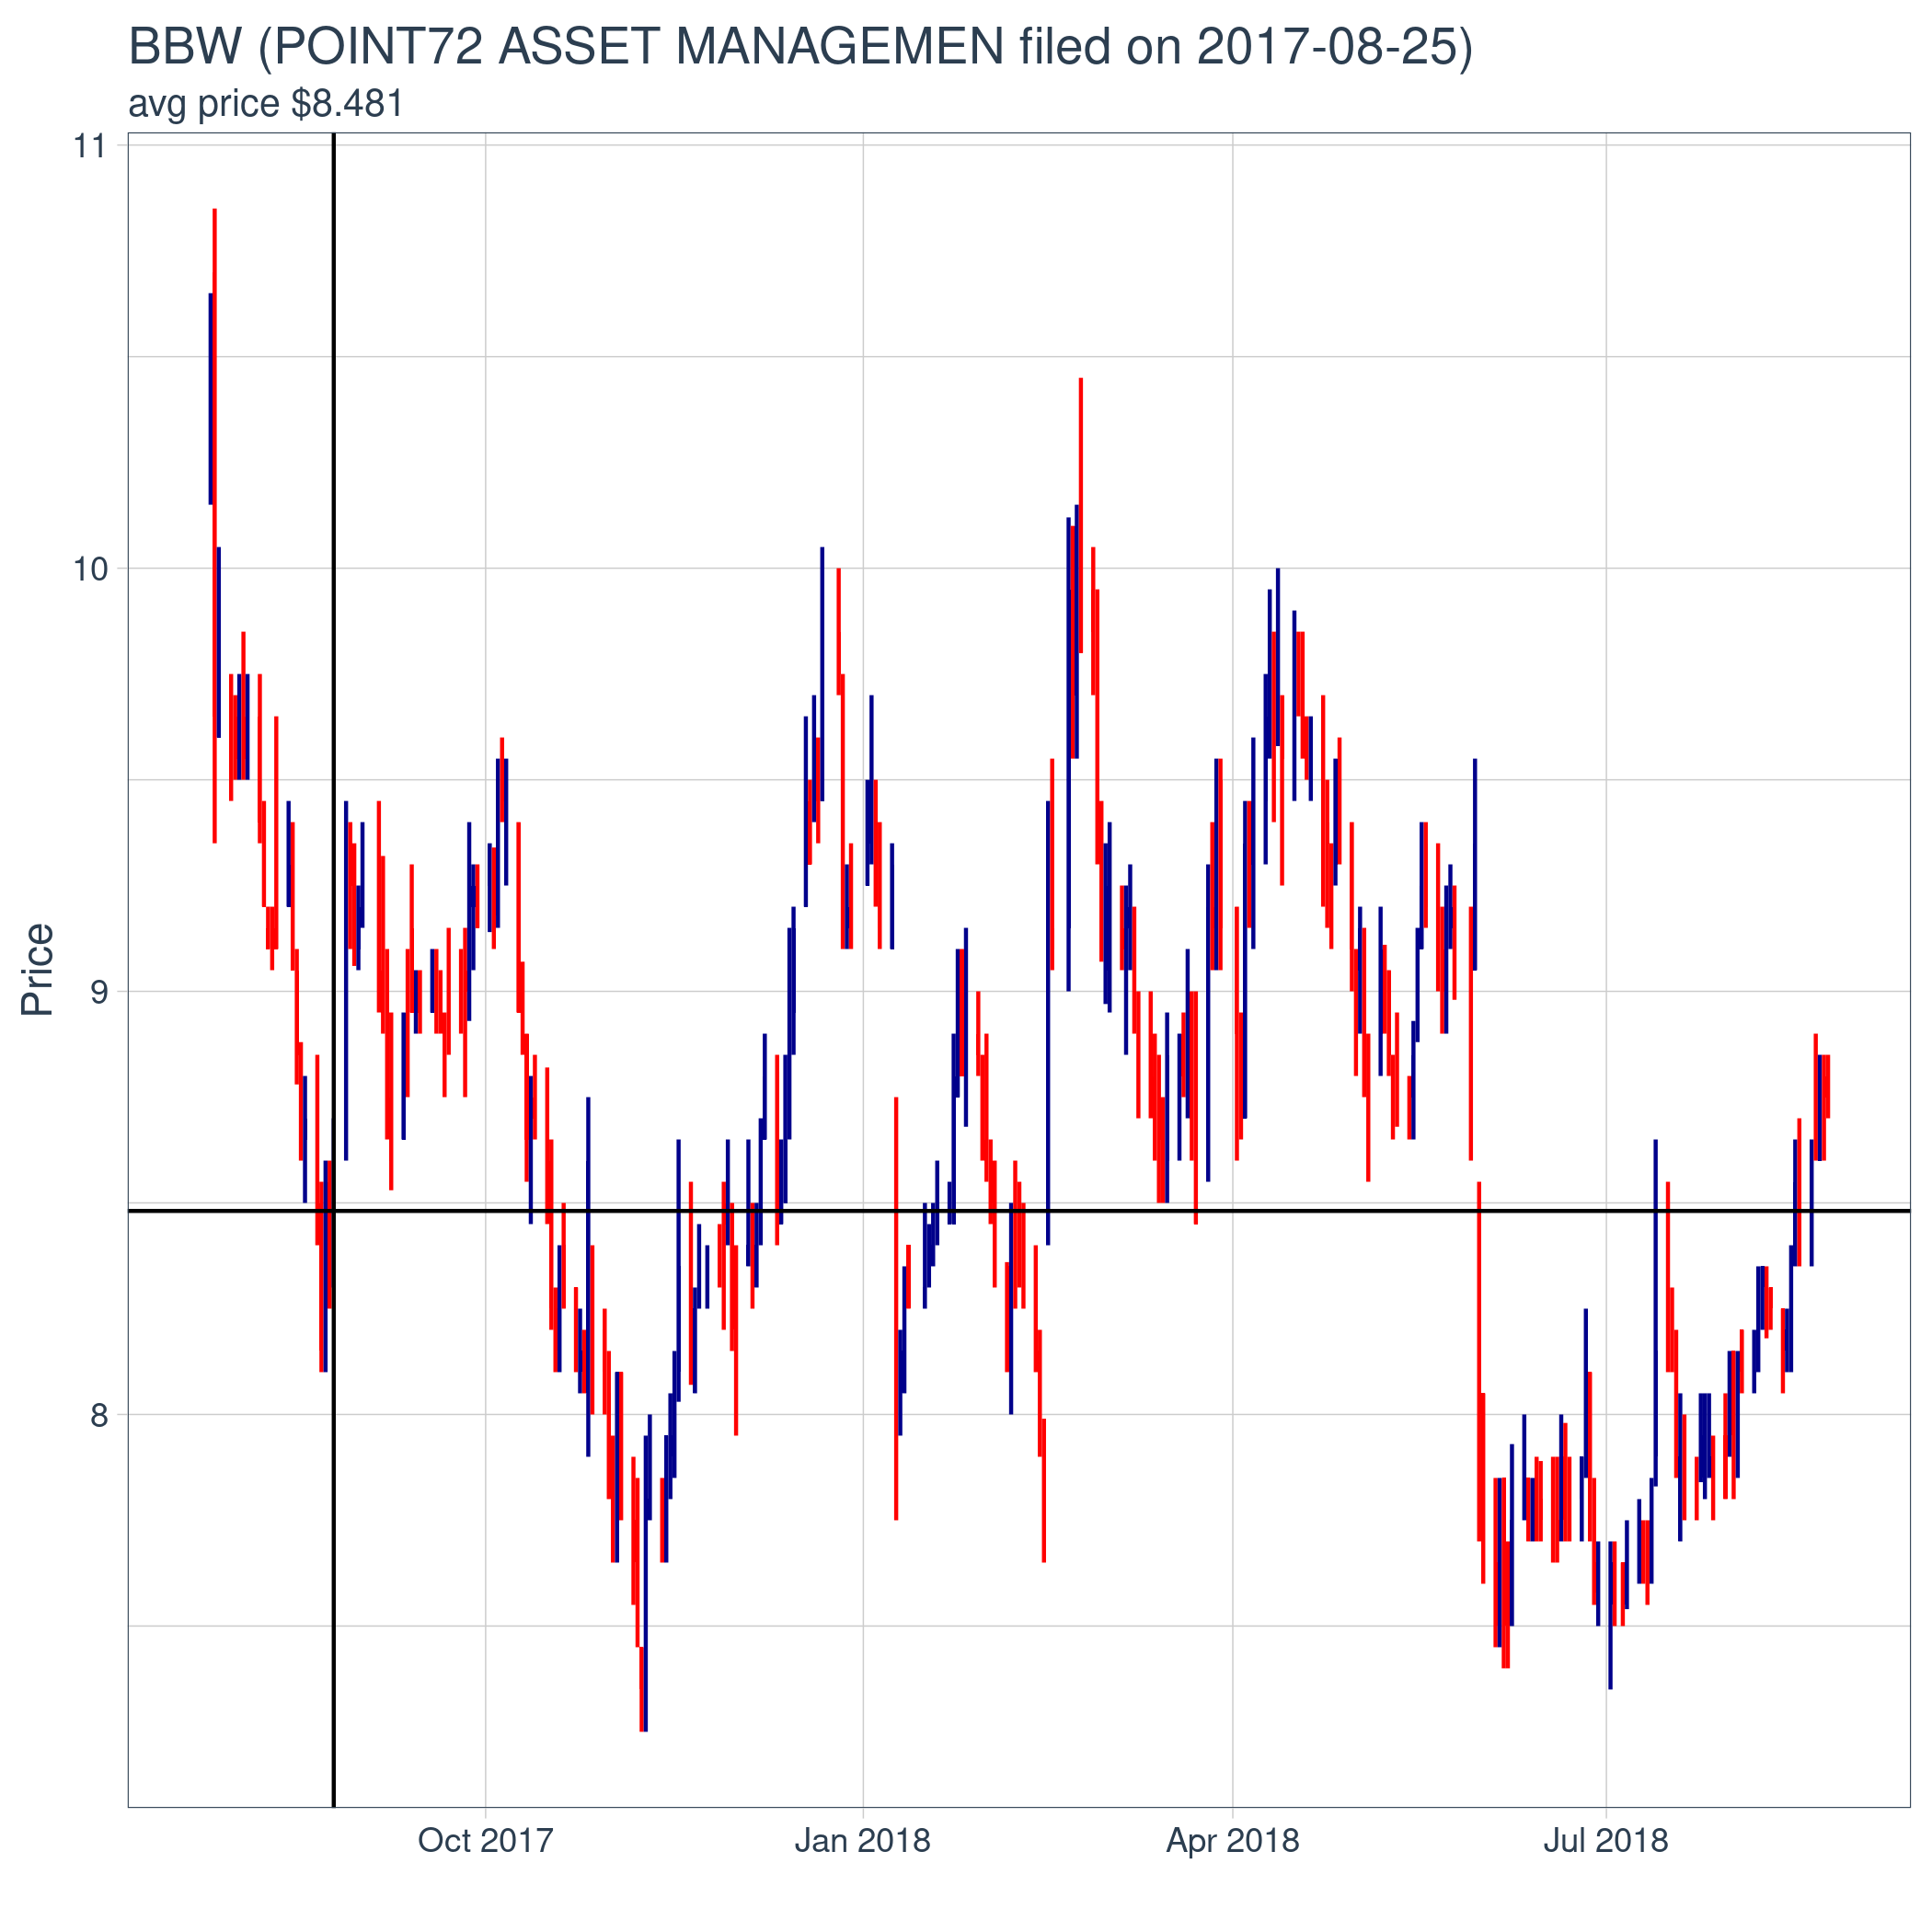 BBW (POINT72 ASSET MANAGEMEN filed on 2017-08-25)
avg price $8.481
11
10
9
8
Price
Oct 2017
Jan 2018
Apr 2018
Jul 2018